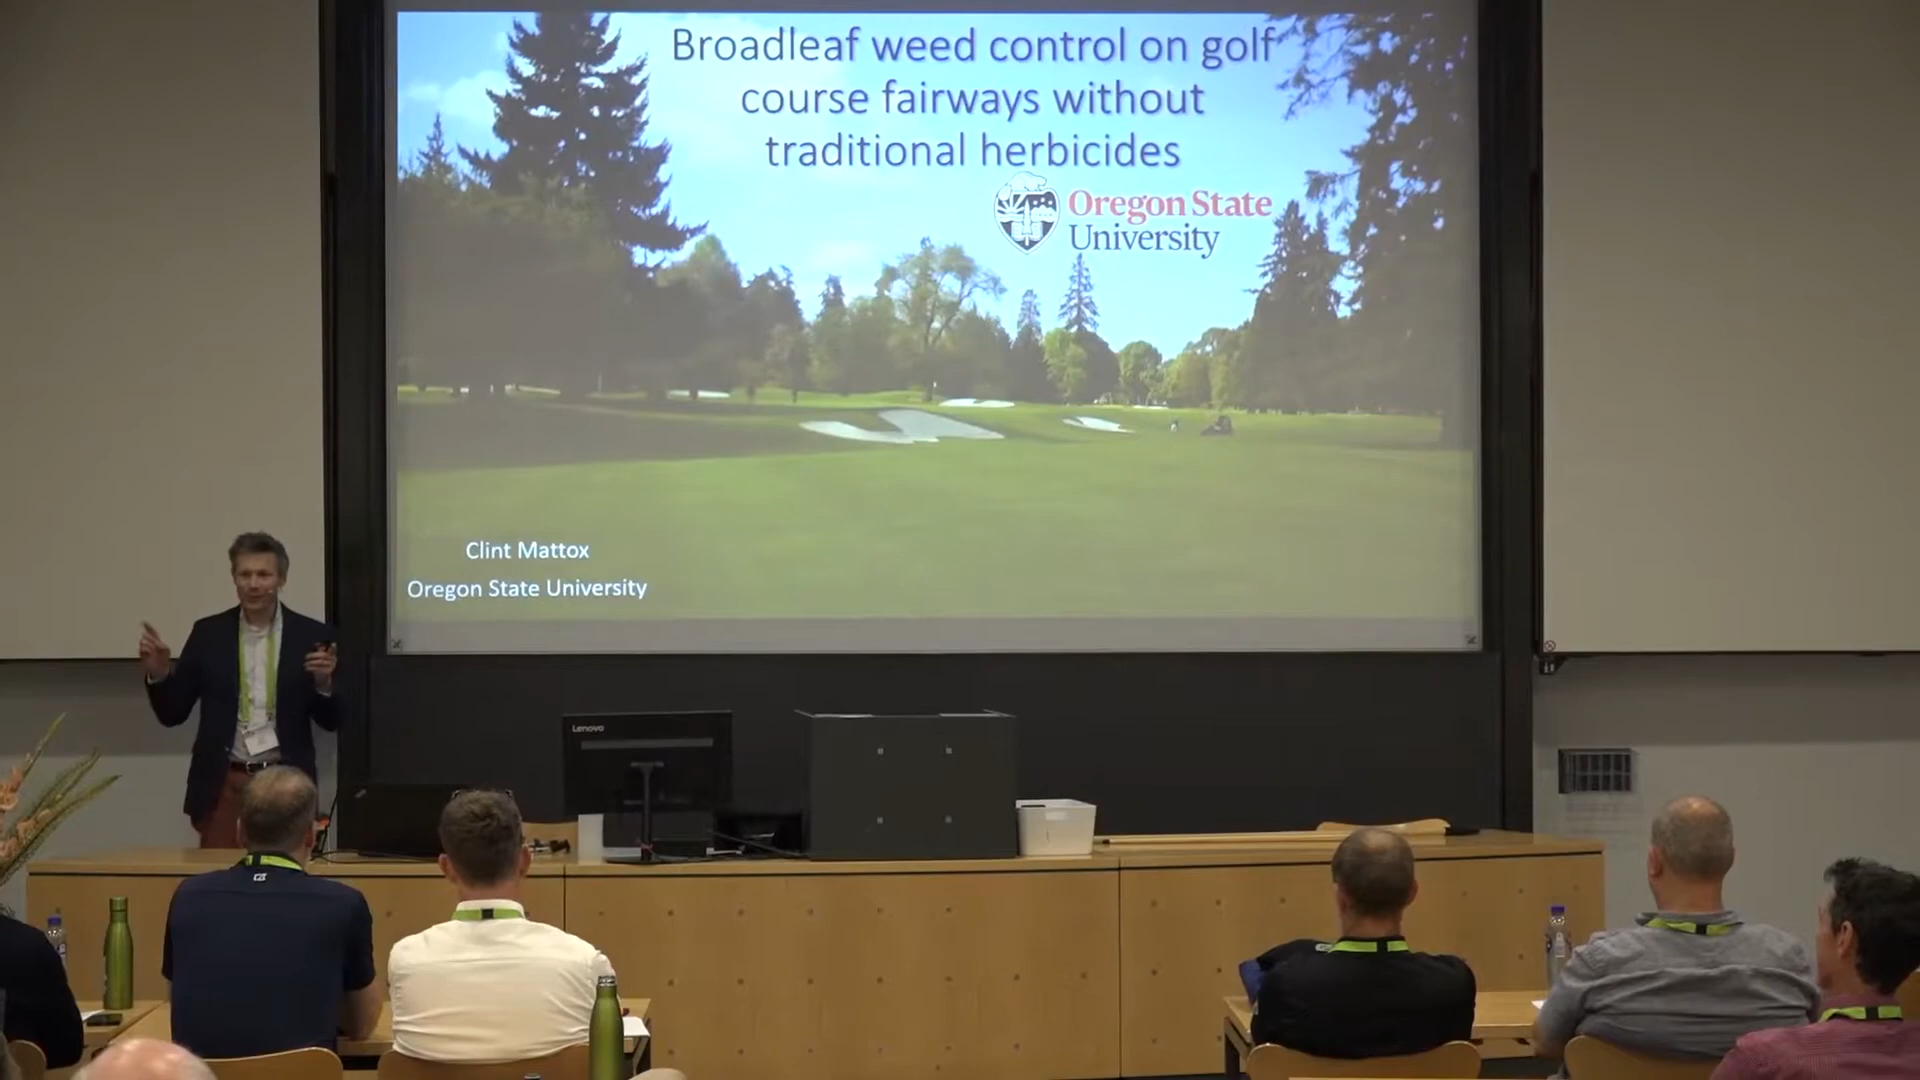 Broadleaf weed control on golf
course fairways without
traditional herbicides
Oregon State
University
Clint Mattox
Oregon State University
Lenovo